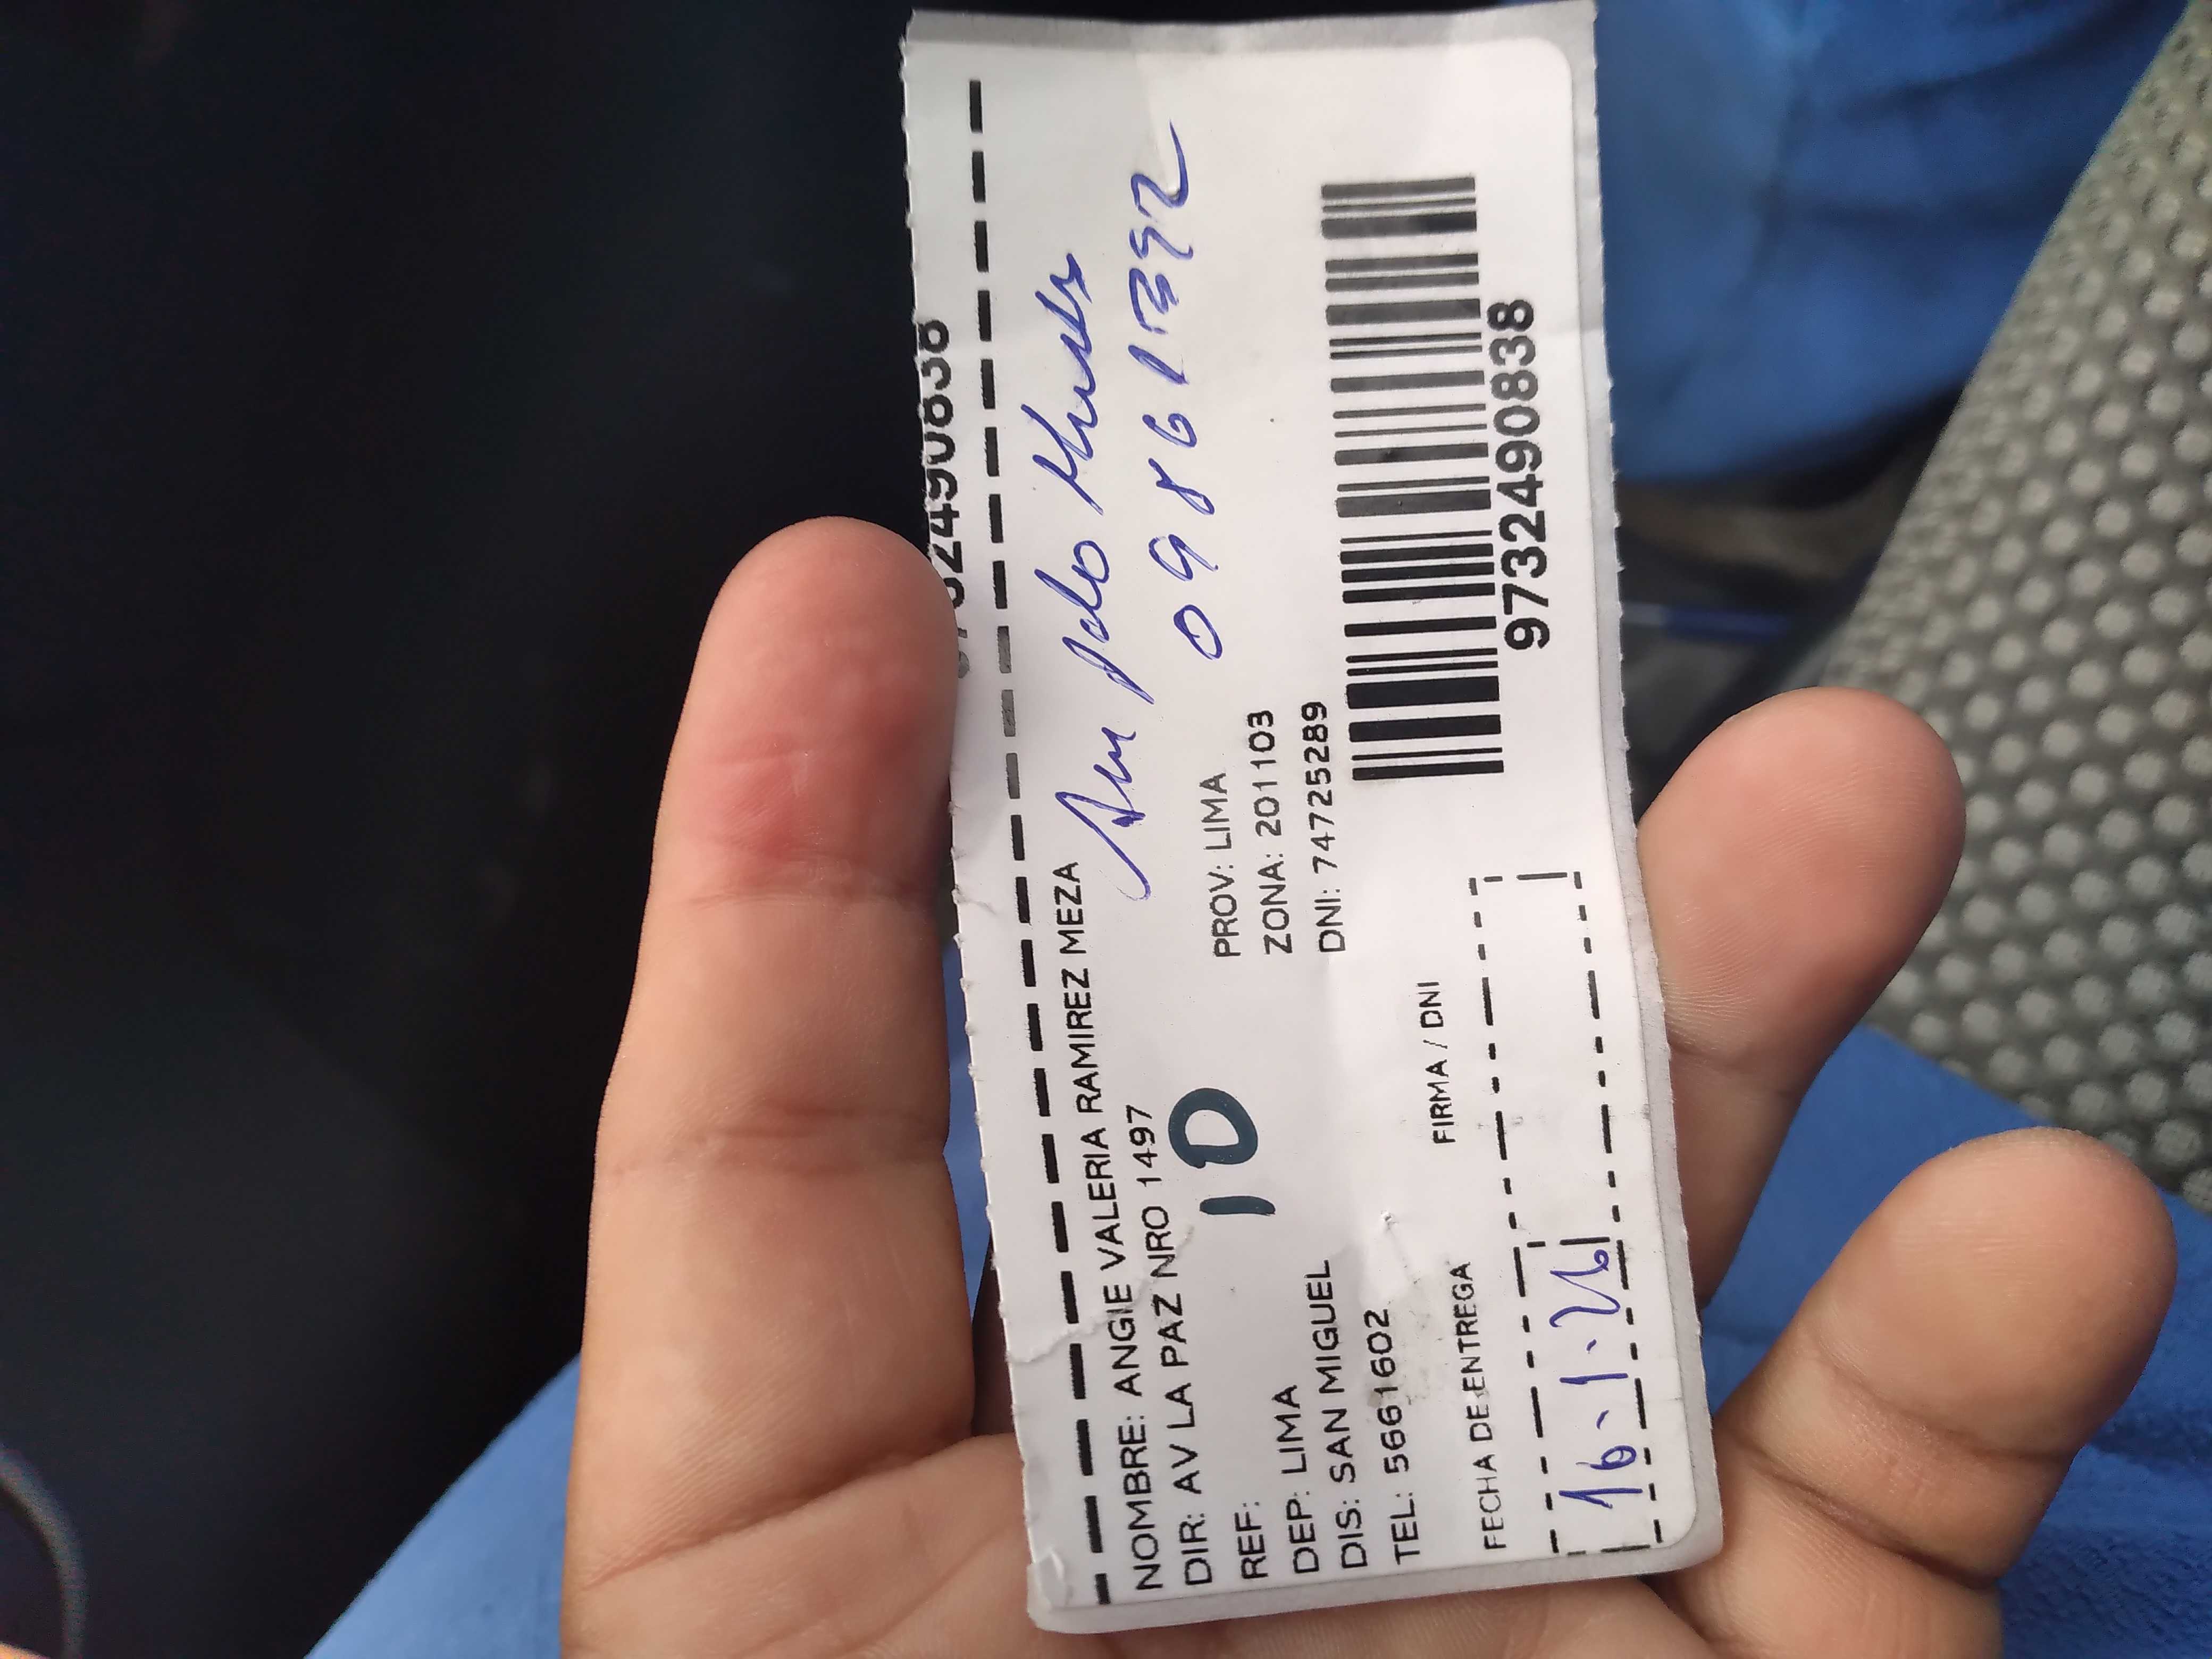 NOMBRE: ANGIE VALERIA RAMIREZ MEZA
DIR: AV LA PAZ NRO 1497
10
REF:
DEP: LIMA
PROV: LIMA
DIS: SAN MIGUEL
ZONA: 2011103
TEL: 5661602
DNI: 74725289
FECHA DE ENTREGA
FIRMA / DNI
16-1-26
9732490838